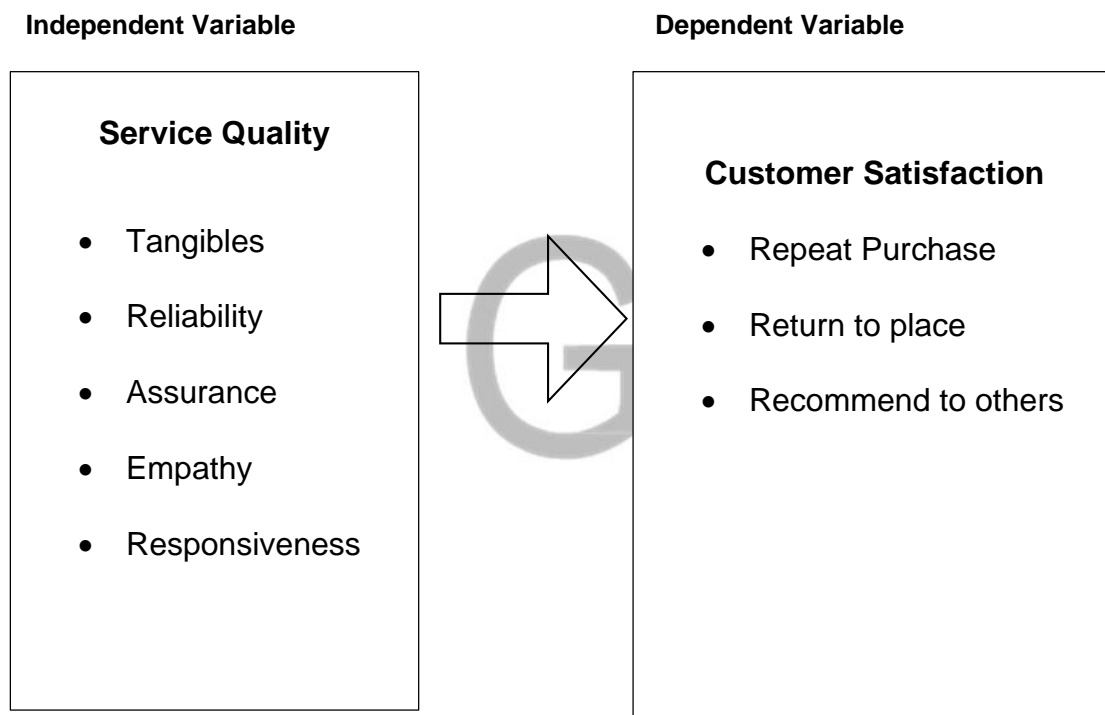 Independent Variable
Service Quality
• Tangibles
• Reliability
• Assurance
• Empathy
• Responsiveness
Dependent Variable
Customer Satisfaction
• Repeat Purchase
• Return to place
• Recommend to others
G